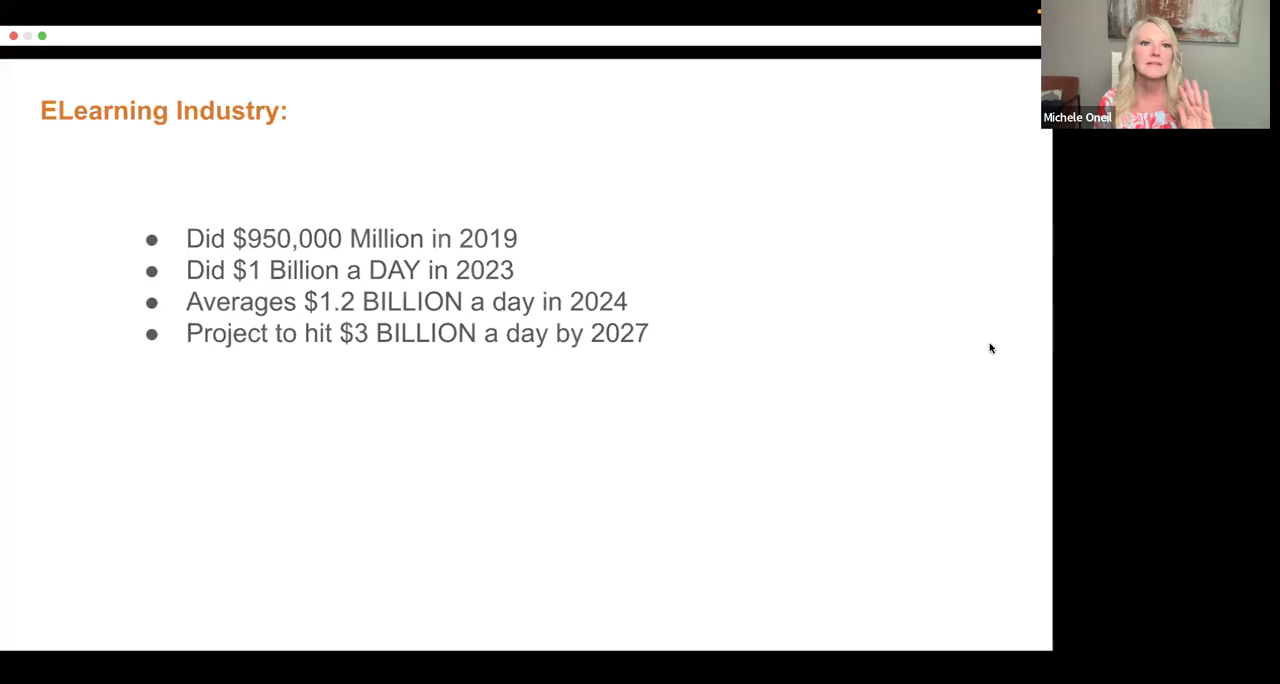 ELearning Industry:
● Did $950,000 Million in 2019
● Did $1 Billion a DAY in 2023
● Averages $1.2 BILLION a day in 2024
● Project to hit $3 BILLION a day by 2027
Michele Oneil